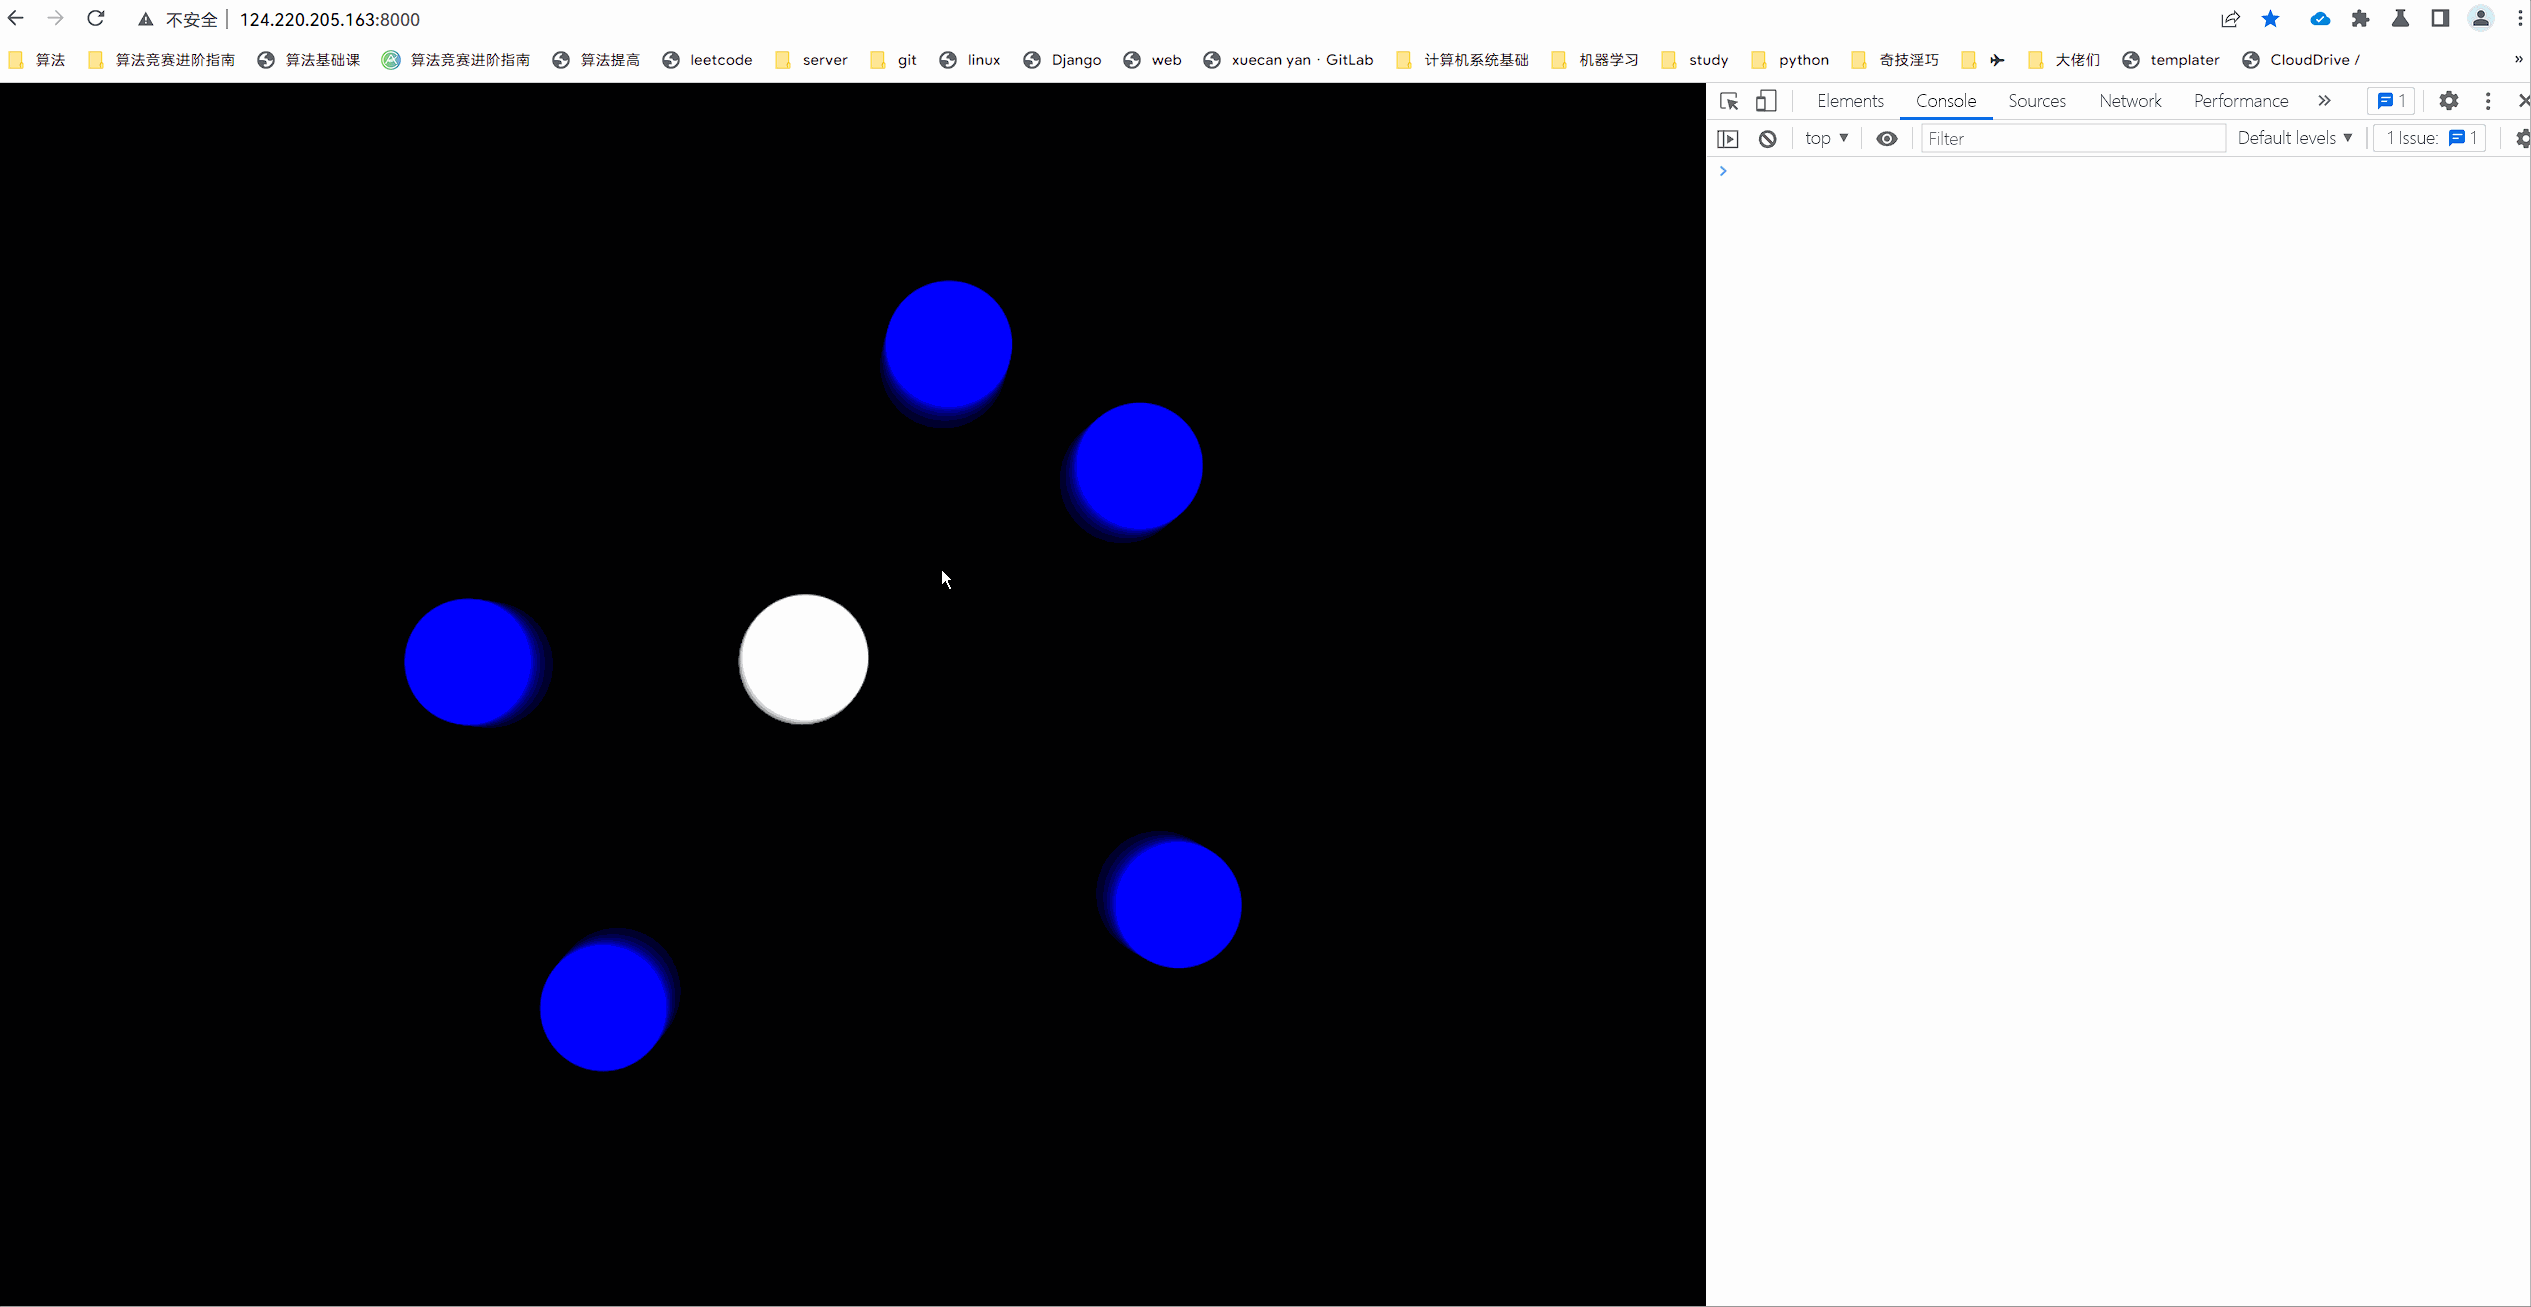 不安全 124.220.205.163:8000
算法 算法竞赛进阶指南 算法基础课 算法竞赛进阶指南 算法提高 leetcode server git linux Django web xuecan yan · GitLab 计算机系统基础 机器学习 study python 奇技淫巧 大佬们 templater CloudDrive / »
Elements Console Sources Network Performance 1
top Filter Default levels 1 Issue: 1